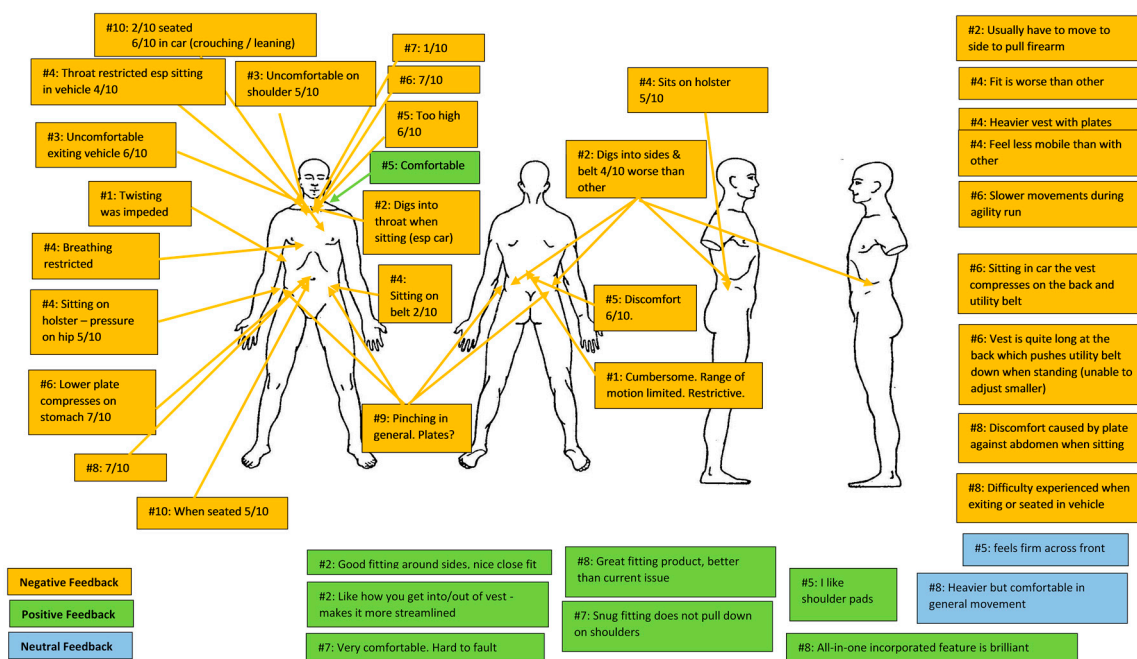 #10: 2/10 seated
6/10 in car (crouching / leaning)
#4: Throat restricted esp sitting
in vehicle 4/10
#3: Uncomfortable on
shoulder 5/10
#7: 1/10
#6: 7/10
#5: Too high
6/10
#5: Comfortable
#3: Uncomfortable
exiting vehicle 6/10
#1: Twisting
was impeded
#2: Digs into
throat when
sitting (esp car)
#4: Breathing
restricted
#4:
Sitting on
belt 2/10
#4: Sitting on
holster – pressure
on hip 5/10
#6: Lower plate
compresses on
stomach 7/10
#8: 7/10
#10: When seated 5/10
#9: Pinching in
general. Plates?
#4: Sits on holster
5/10
#2: Digs into sides &
belt 4/10 worse than
other
#5: Discomfort
6/10.
#1: Cumbersome. Range of
motion limited. Restrictive.
#2: Usually have to move to
side to pull firearm
#4: Fit is worse than other
#4: Heavier vest with plates
#4: Feel less mobile than with
other
#6: Slower movements during
agility run
#6: Sitting in car the vest
compresses on the back and
utility belt
#6: Vest is quite long at the
back which pushes utility belt
down when standing (unable to
adjust smaller)
#8: Discomfort caused by plate
against abdomen when sitting
#8: Difficulty experienced when
exiting or seated in vehicle
#5: feels firm across front
#8: Heavier but comfortable in
general movement
Negative Feedback
Positive Feedback
Neutral Feedback
#2: Good fitting around sides, nice close fit
#2: Like how you get into/out of vest -
makes it more streamlined
#7: Very comfortable. Hard to fault
#8: Great fitting product, better
than current issue
#7: Snug fitting does not pull down
on shoulders
#5: I like
shoulder pads
#8: All-in-one incorporated feature is brilliant